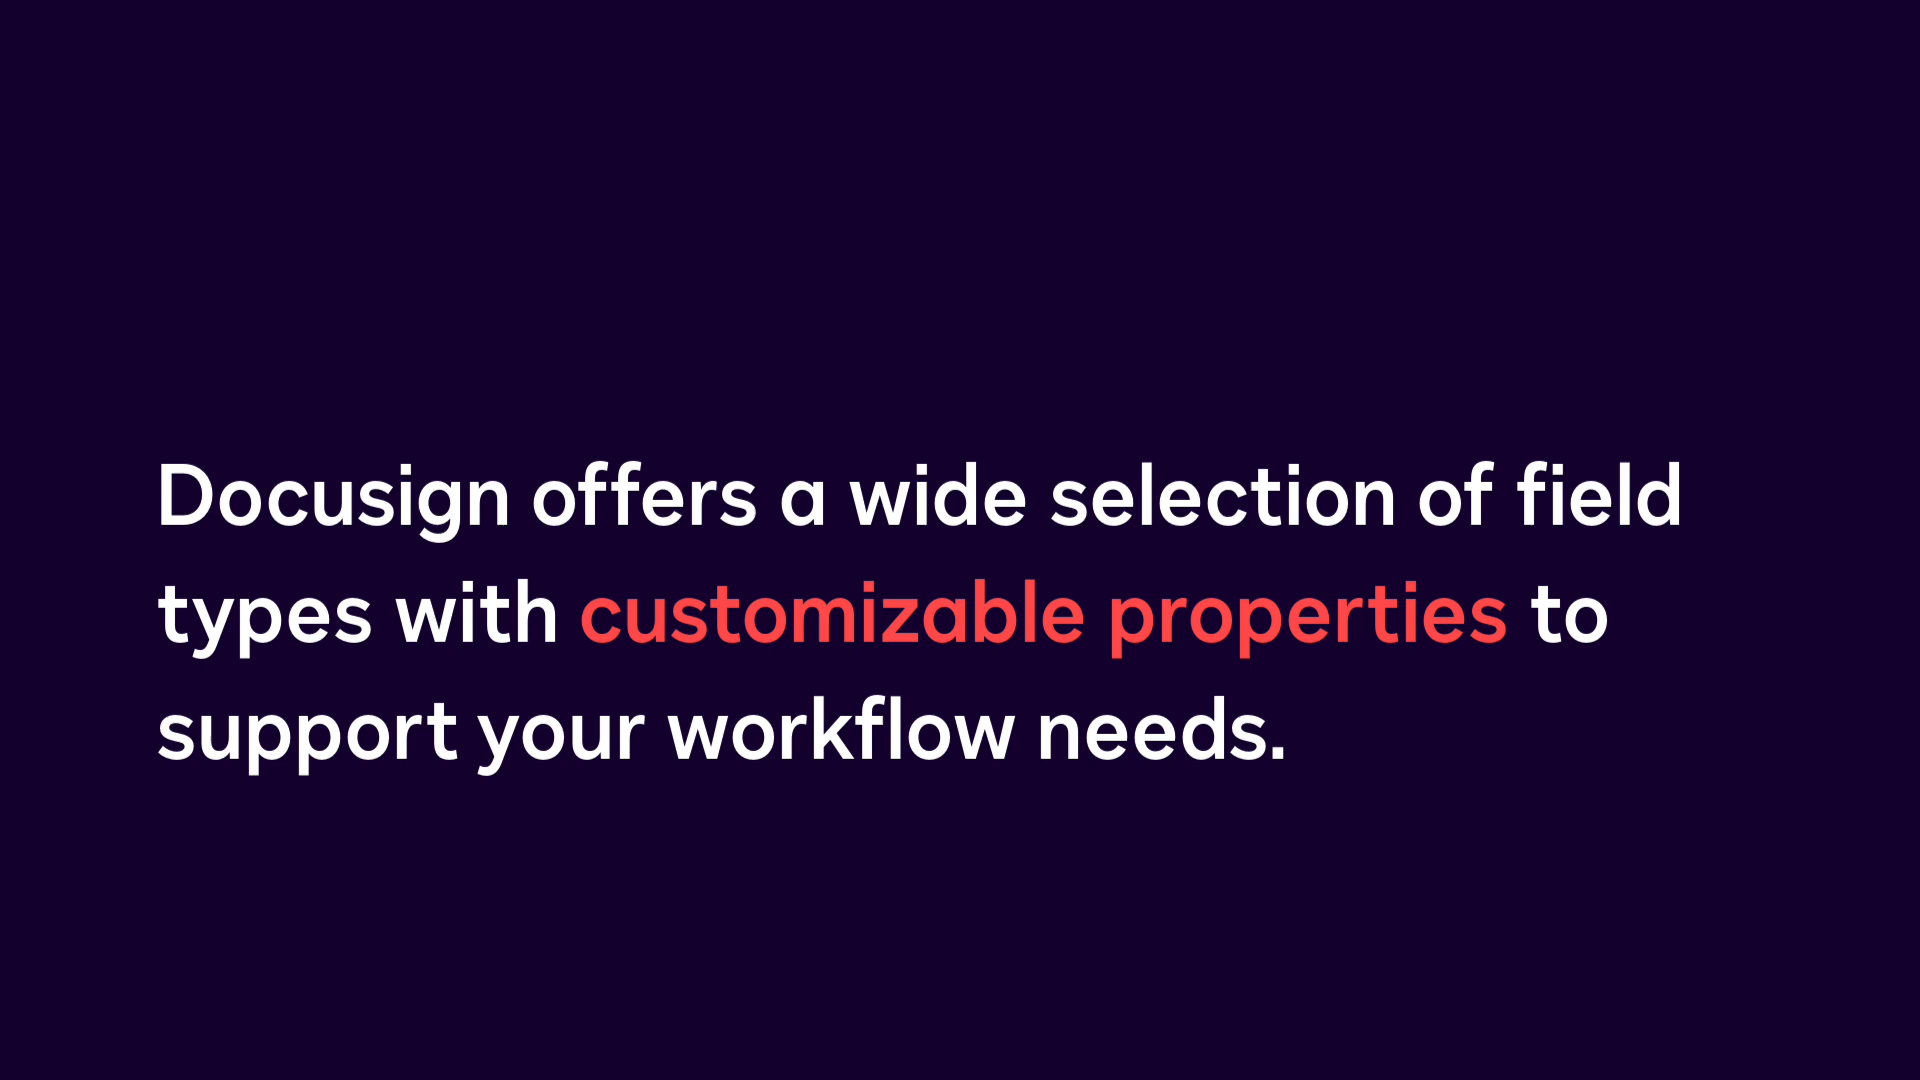 Docusign offers a wide selection of field
types with customizable properties to
support your workflow needs.